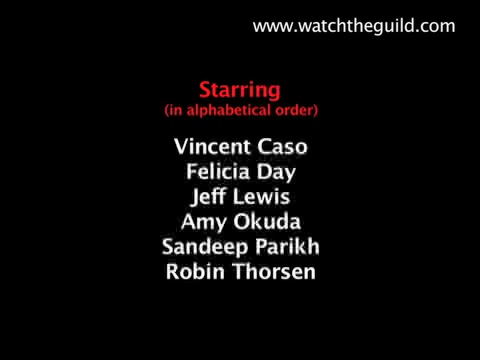 www.watchtheguild.com
Starring
(in alphabetical order)
Vincent Caso
Felicia Day
Jeff Lewis
Amy Okuda
Sandeep Parikh
Robin Thorsen